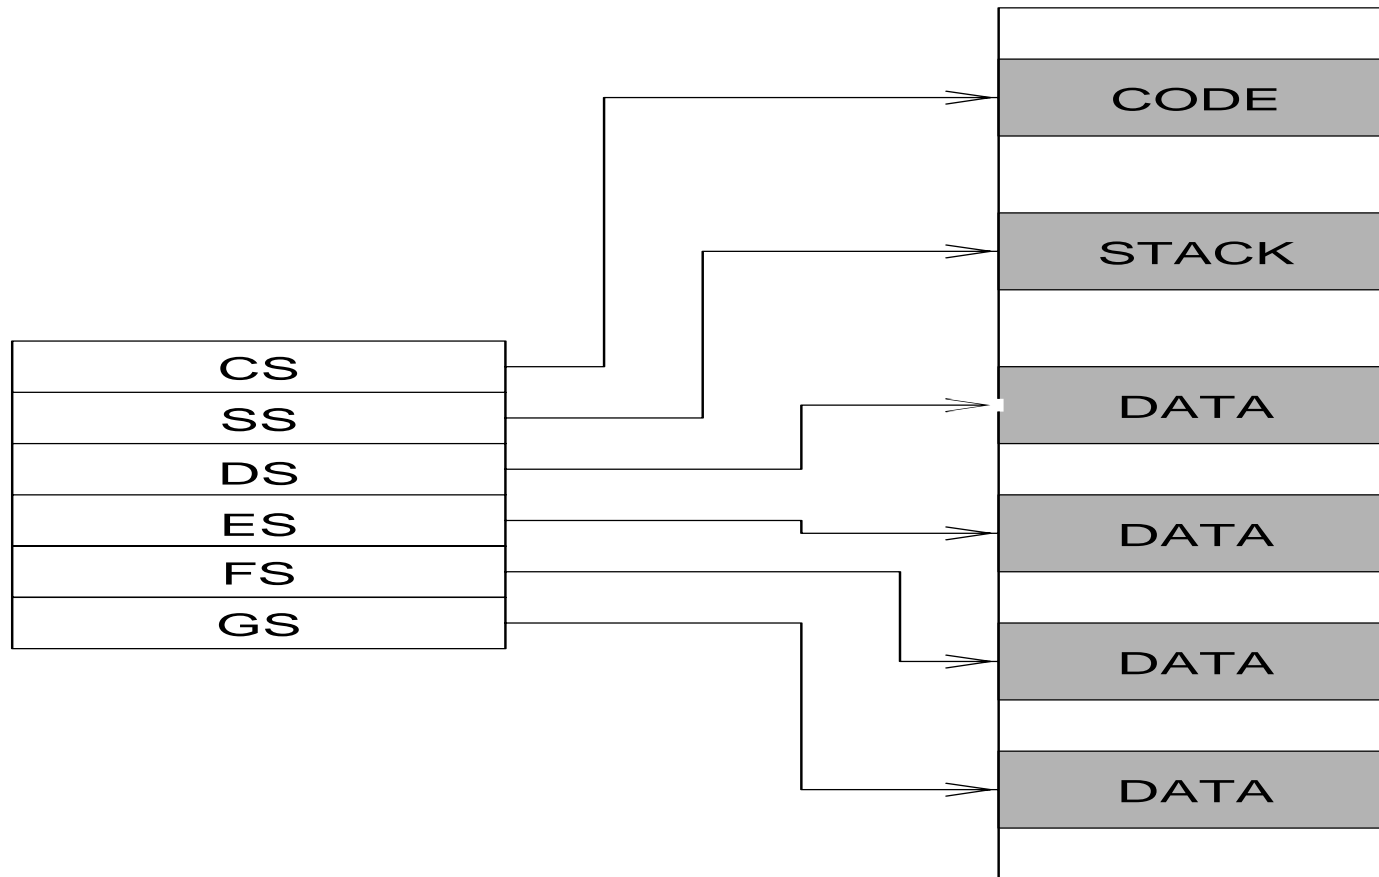 CS
SS
DS
ES
FS
GS
CODE
STACK
DATA
DATA
DATA
DATA